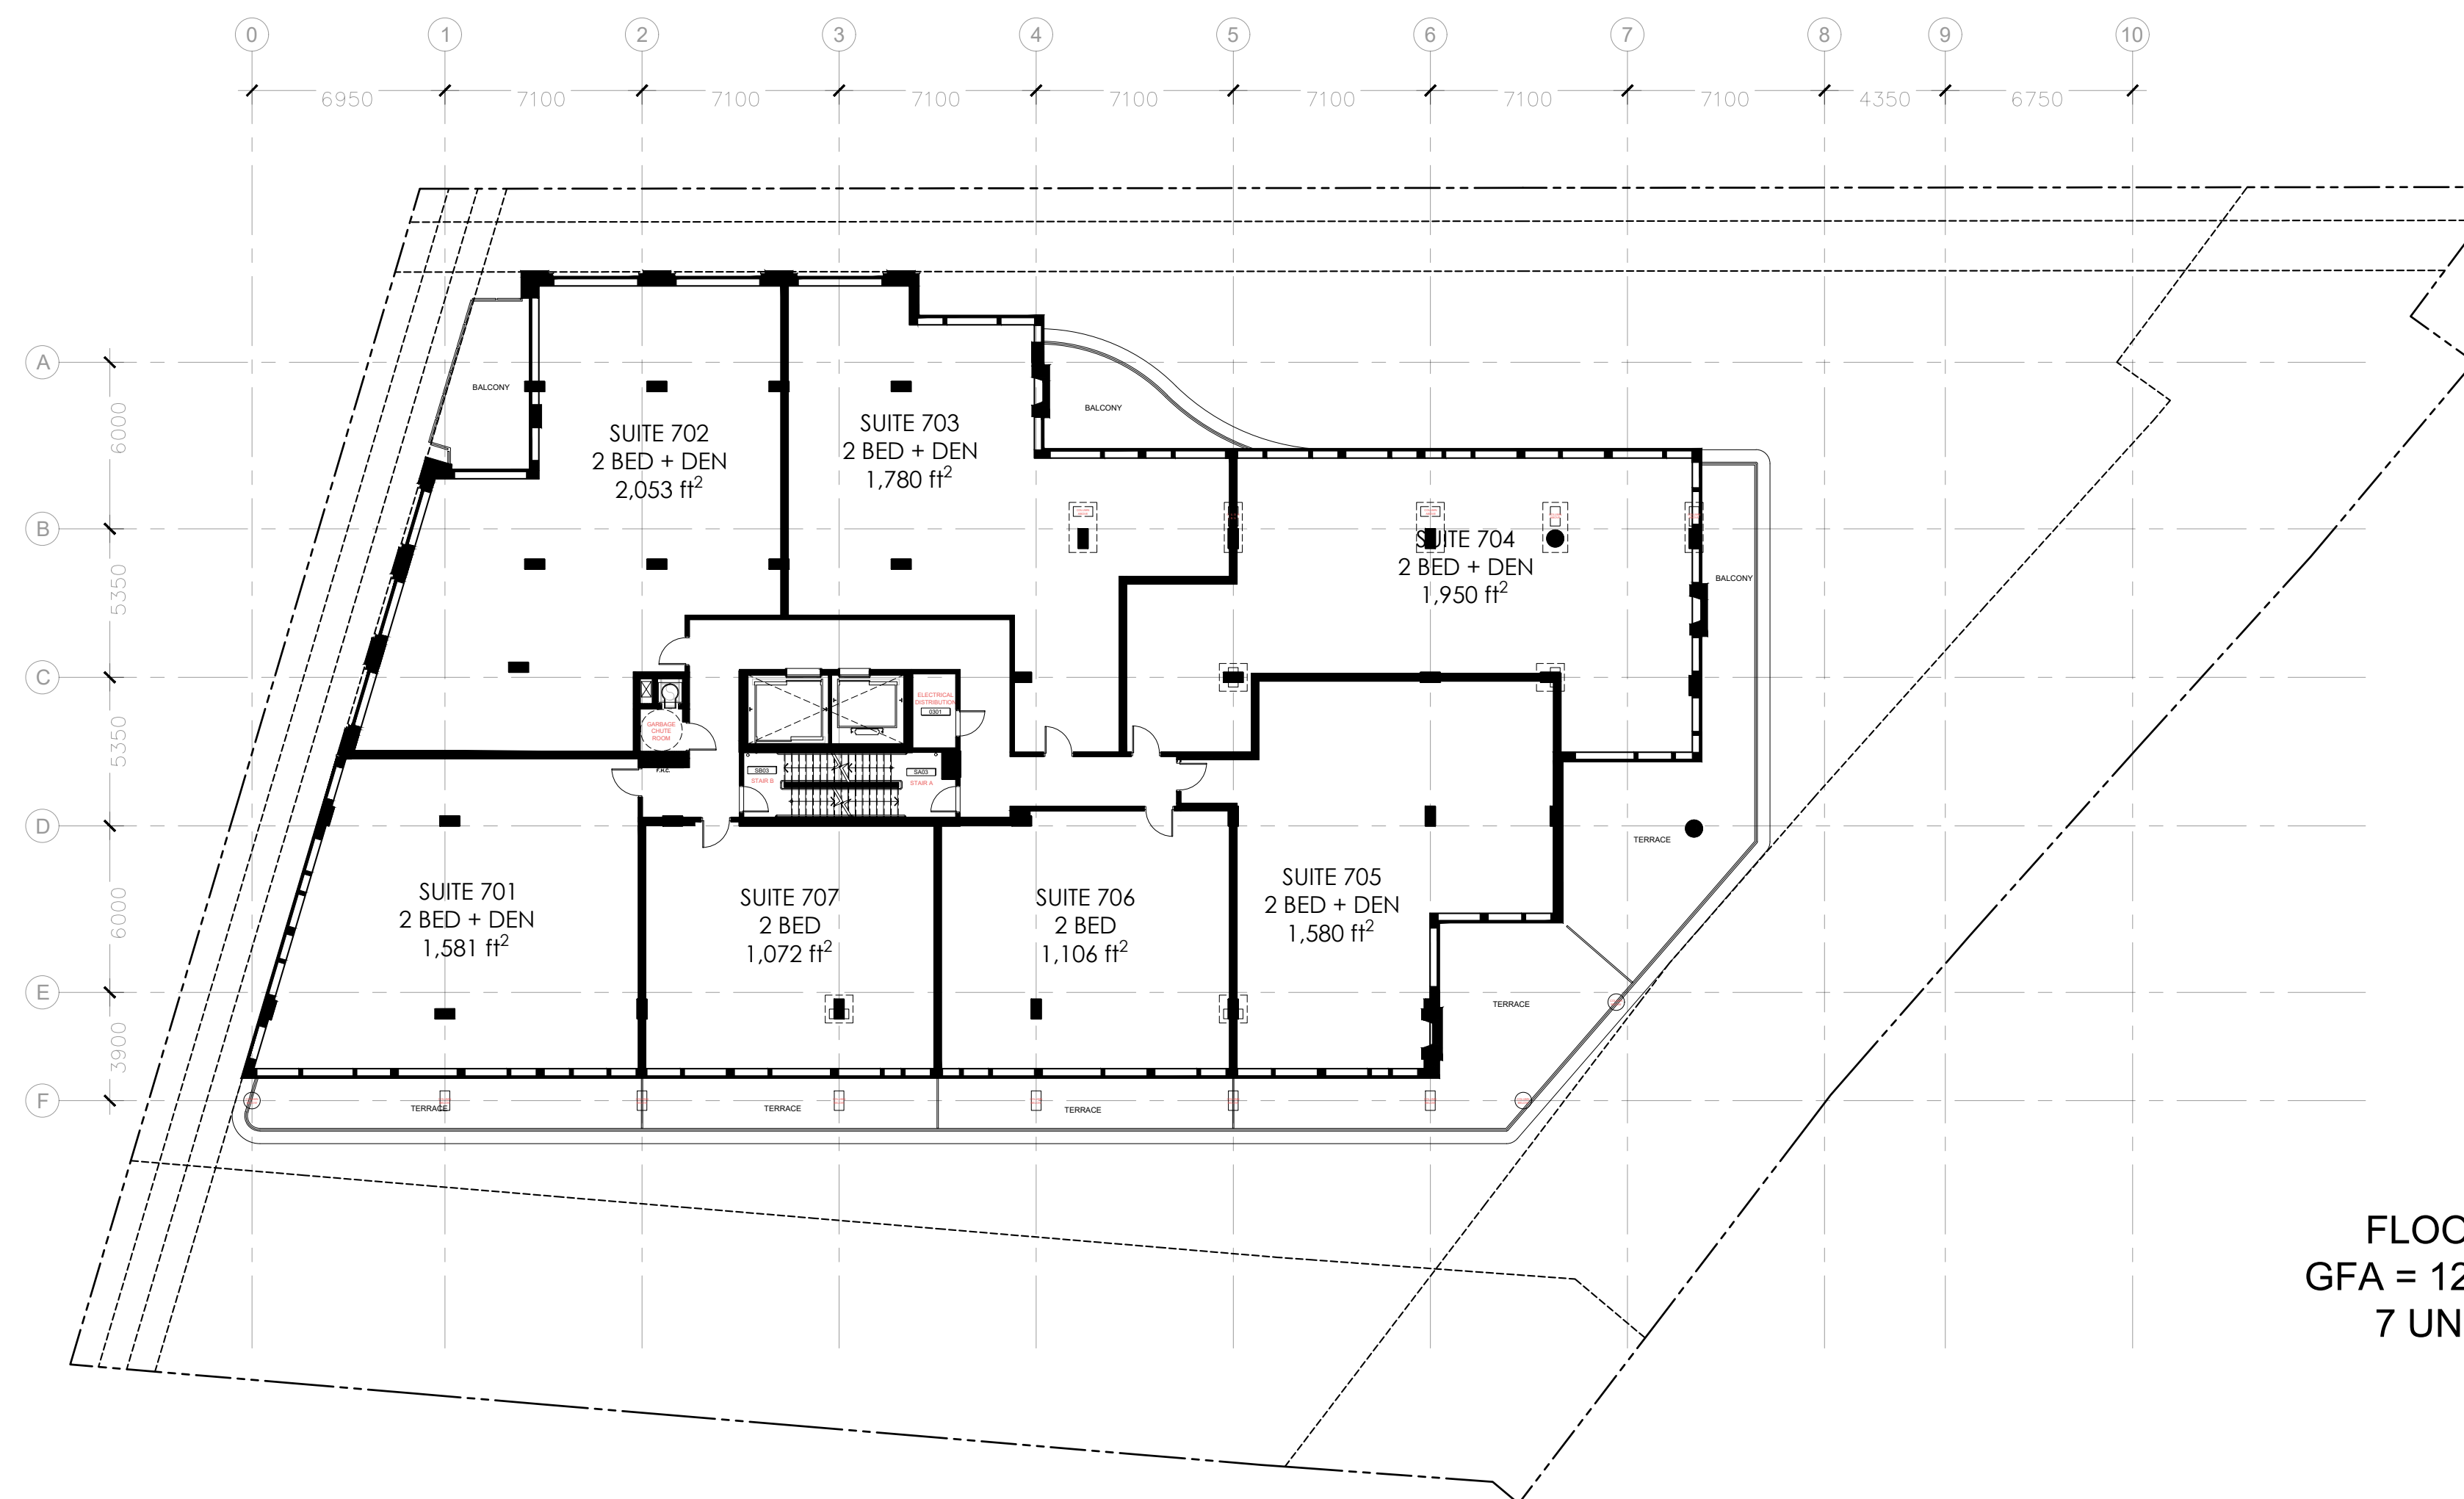 0 1 2 3 4 5 6 7 8 9 10
6950 7100 7100 7100 7100 7100 7100 7100 4350 6750
A
6000
B
5350
C
5350
D
6000
E
3900
F
BALCONY
SUITE 702
2 BED + DEN
2,053 ft²
SUITE 703
2 BED + DEN
1,780 ft²
BALCONY
SUITE 704
2 BED + DEN
1,950 ft²
BALCONY
GARBAGE
CHUTE
ROOM
F.H.C.
ELECTRICAL
DISTRIBUTION
0301
SB03
STAIR B
SA03
STAIR A
TERRACE
SUITE 701
2 BED + DEN
1,581 ft²
SUITE 707
2 BED
1,072 ft²
SUITE 706
2 BED
1,106 ft²
SUITE 705
2 BED + DEN
1,580 ft²
TERRACE
TERRACE
TERRACE
TERRACE
FLOO
GFA = 12
7 UN